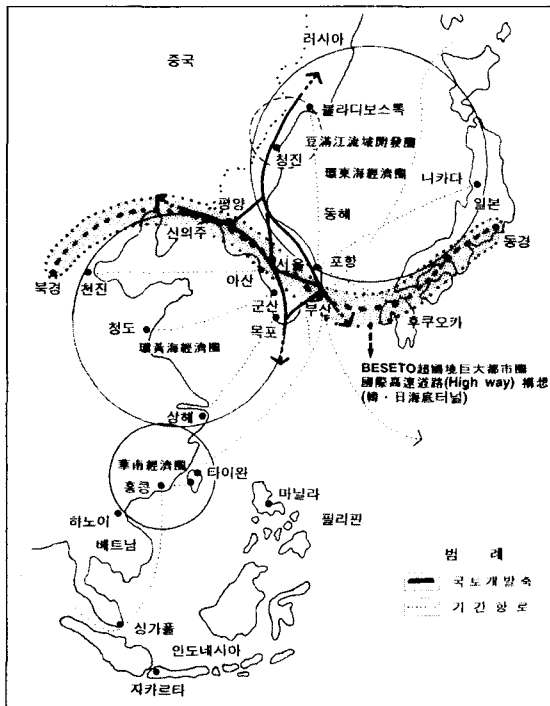 러시아
중국
블라디보스톡
豆滿江流域開發圈
청진
環東海經濟圈
니카다
평양
동해
일본
신의주
동경
서울
포항
북경
천진
아산
군산
부산
후쿠오카
청도
목포
環黃海經濟圈
BESETO超國境巨大都市圈
國際高速道路(High way) 構想
(韓·日海底터널)
상해
華南經濟圈
타이완
홍콩
마닐라
하노이
필리핀
베트남
범 례
국토개발축
기간항로
싱가폴
인도네시아
자카르타